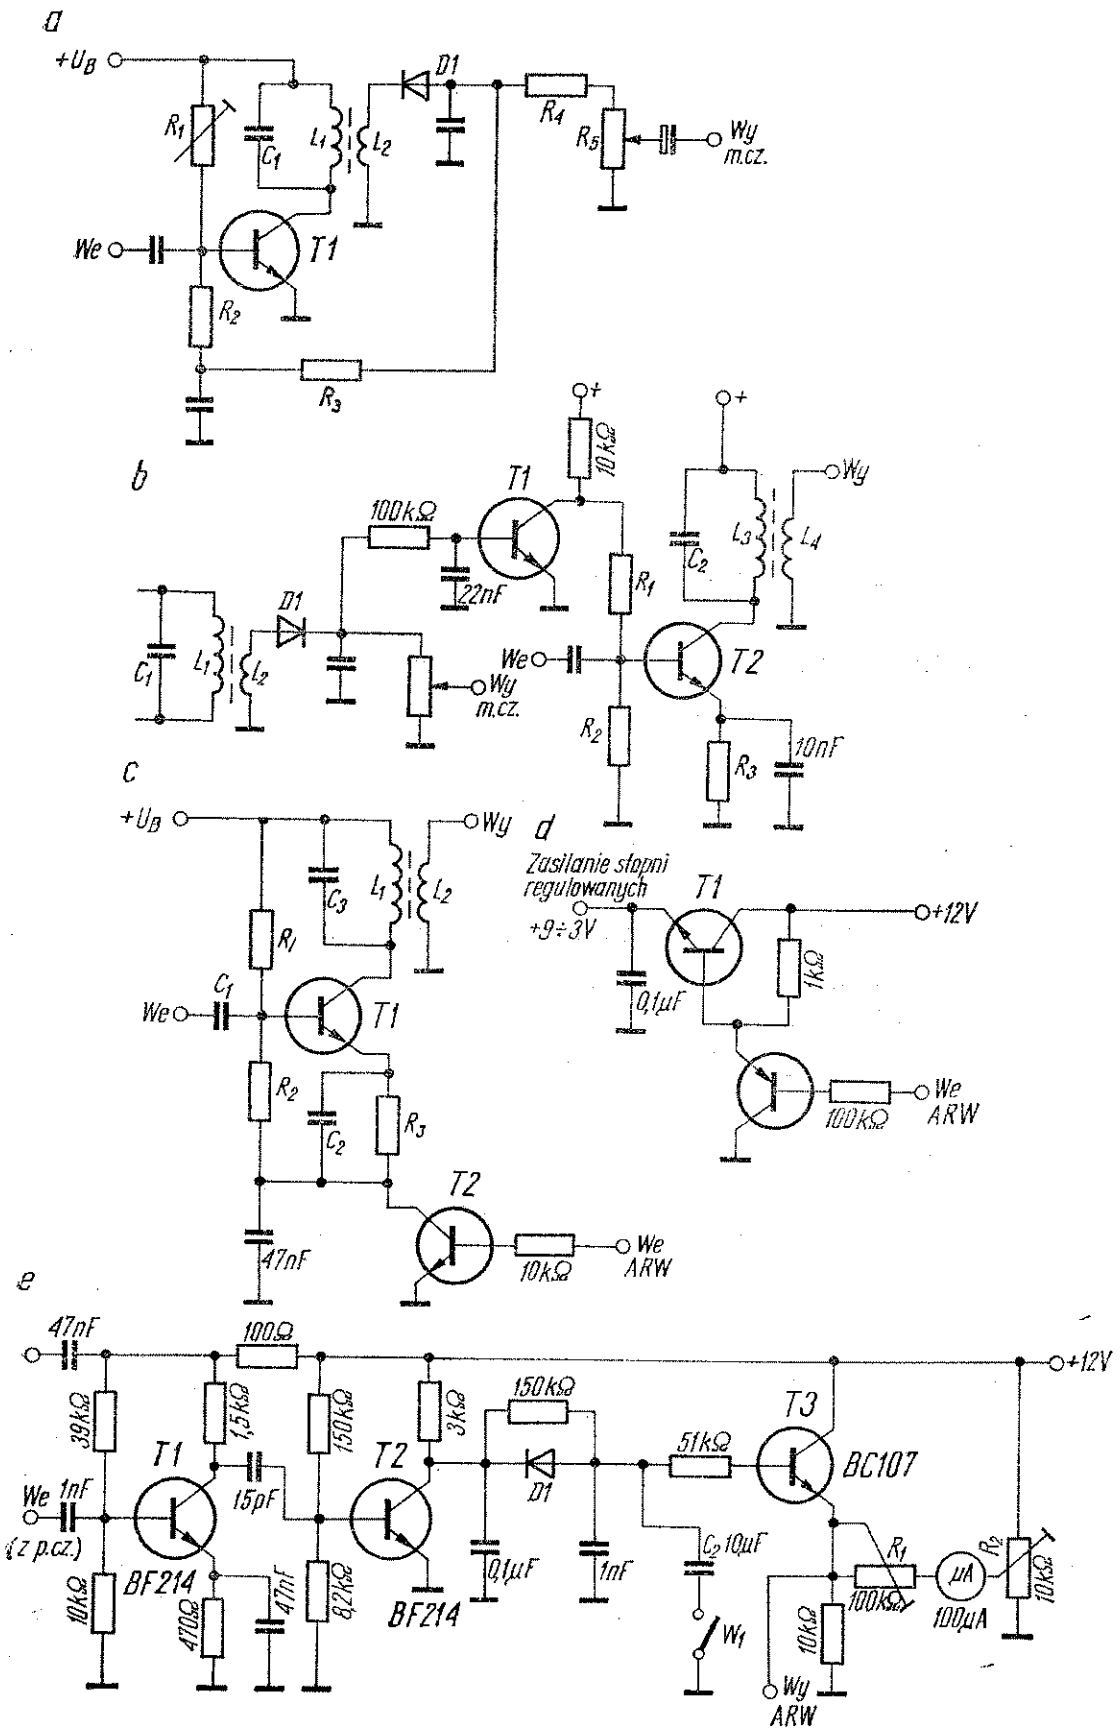 a
+U_B
D1
R_1
C_1
L_1
L_2
R_4
R_5
Wy
m.cz.
We
T1
R_2
R_3
b
+
10kΩ
T1
100kΩ
22nF
+
Wy
C_2
L_3
L_4
R_1
D1
C_1
L_1
L_2
Wy
m.cz.
We
T2
R_2
R_3
10nF
c
+U_B
Wy
C_3
L_1
L_2
R_1
C_1
We
T1
R_2
C_2
R_3
T2
47nF
10kΩ
We
ARW
d
Zasilanie stopni
regulowanych
+9÷3V
T1
+12V
0,1μF
1kΩ
100kΩ
We
ARW
e
47nF
100Ω
+12V
39kΩ
1,5kΩ
150kΩ
3kΩ
150kΩ
T1
T2
T3
51kΩ
BC107
D1
We
1nF
(z p.cz.)
15pF
BF214
BF214
10kΩ
470Ω
47nF
8,2kΩ
0,1μF
1nF
C_2 10μF
W_1
R_1
100kΩ
μA
100μA
R_2
10kΩ
10kΩ
Wy
ARW